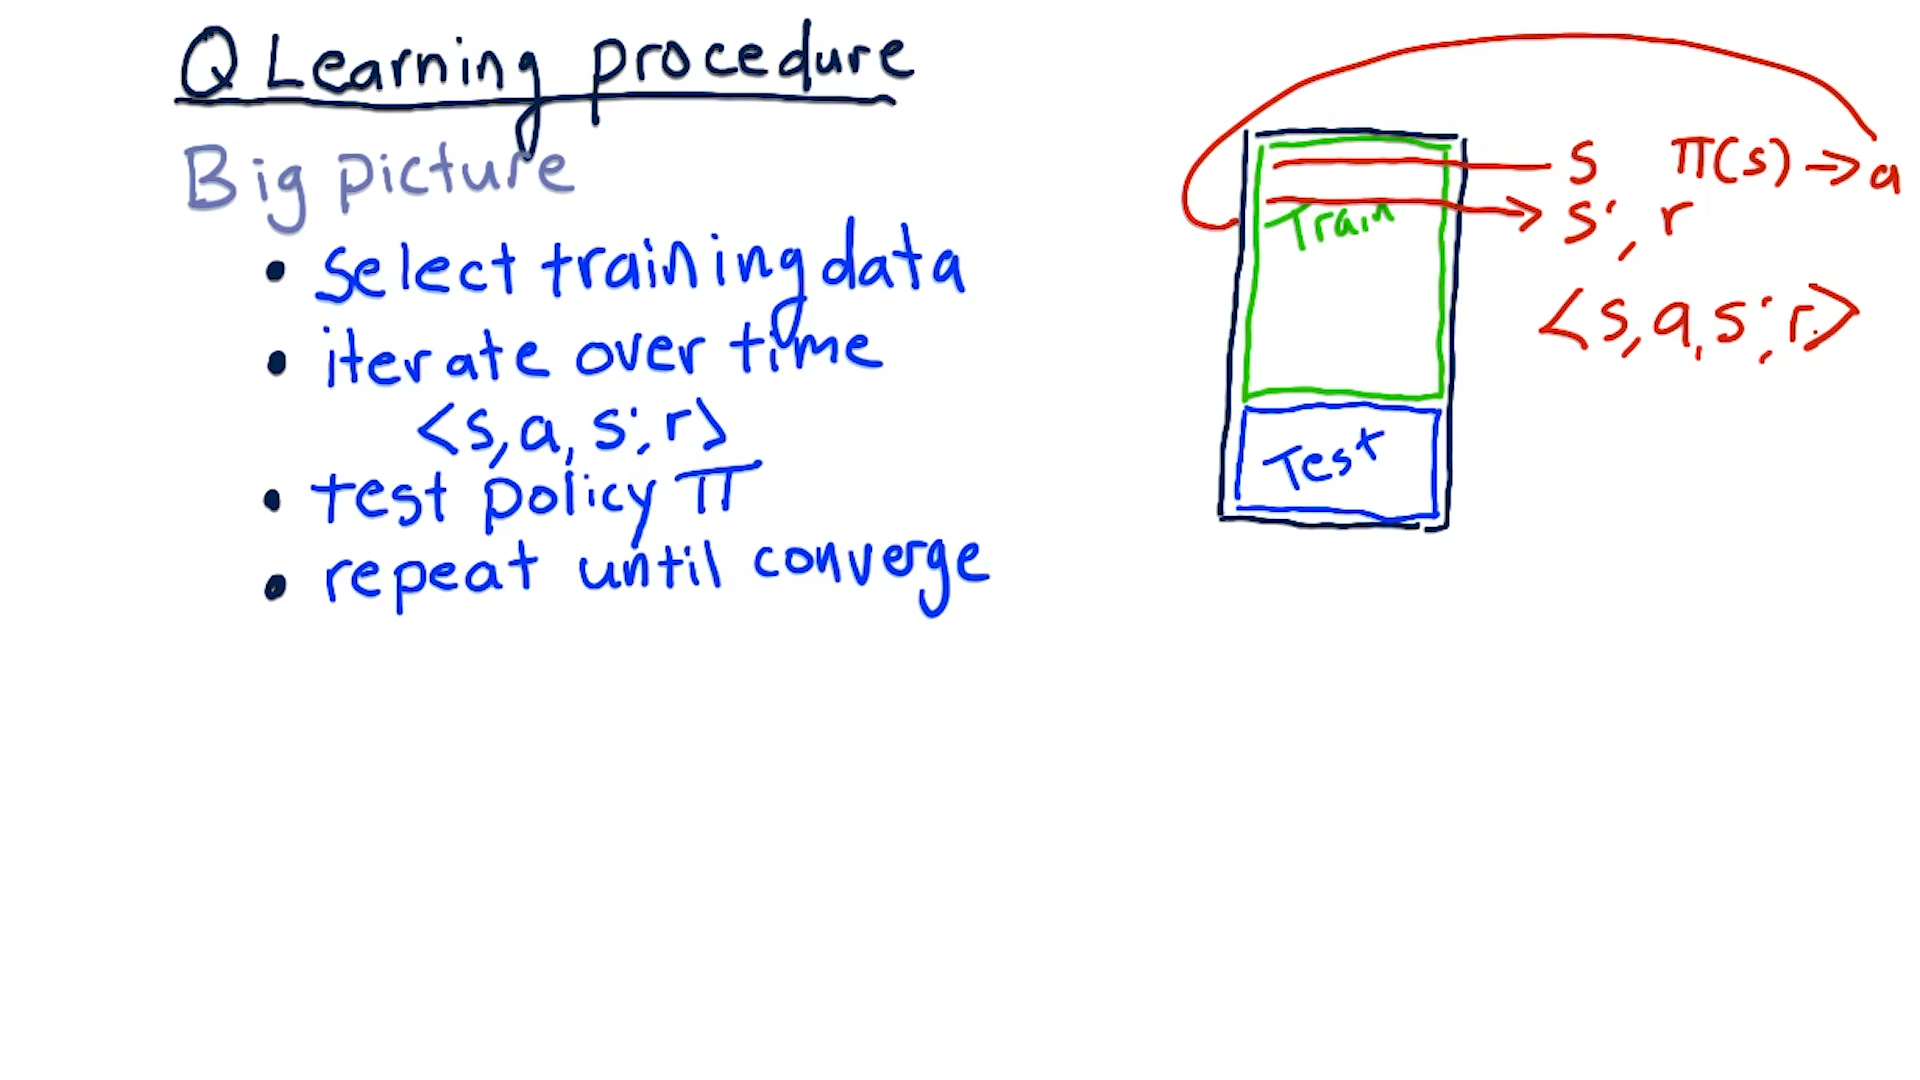 Q Learning procedure
Big picture
• select training data
• iterate over time
<s, a, s', r>
• test policy π
• repeat until converge
Train
Test
s π(s) -> a
s', r
<s, a, s', r>